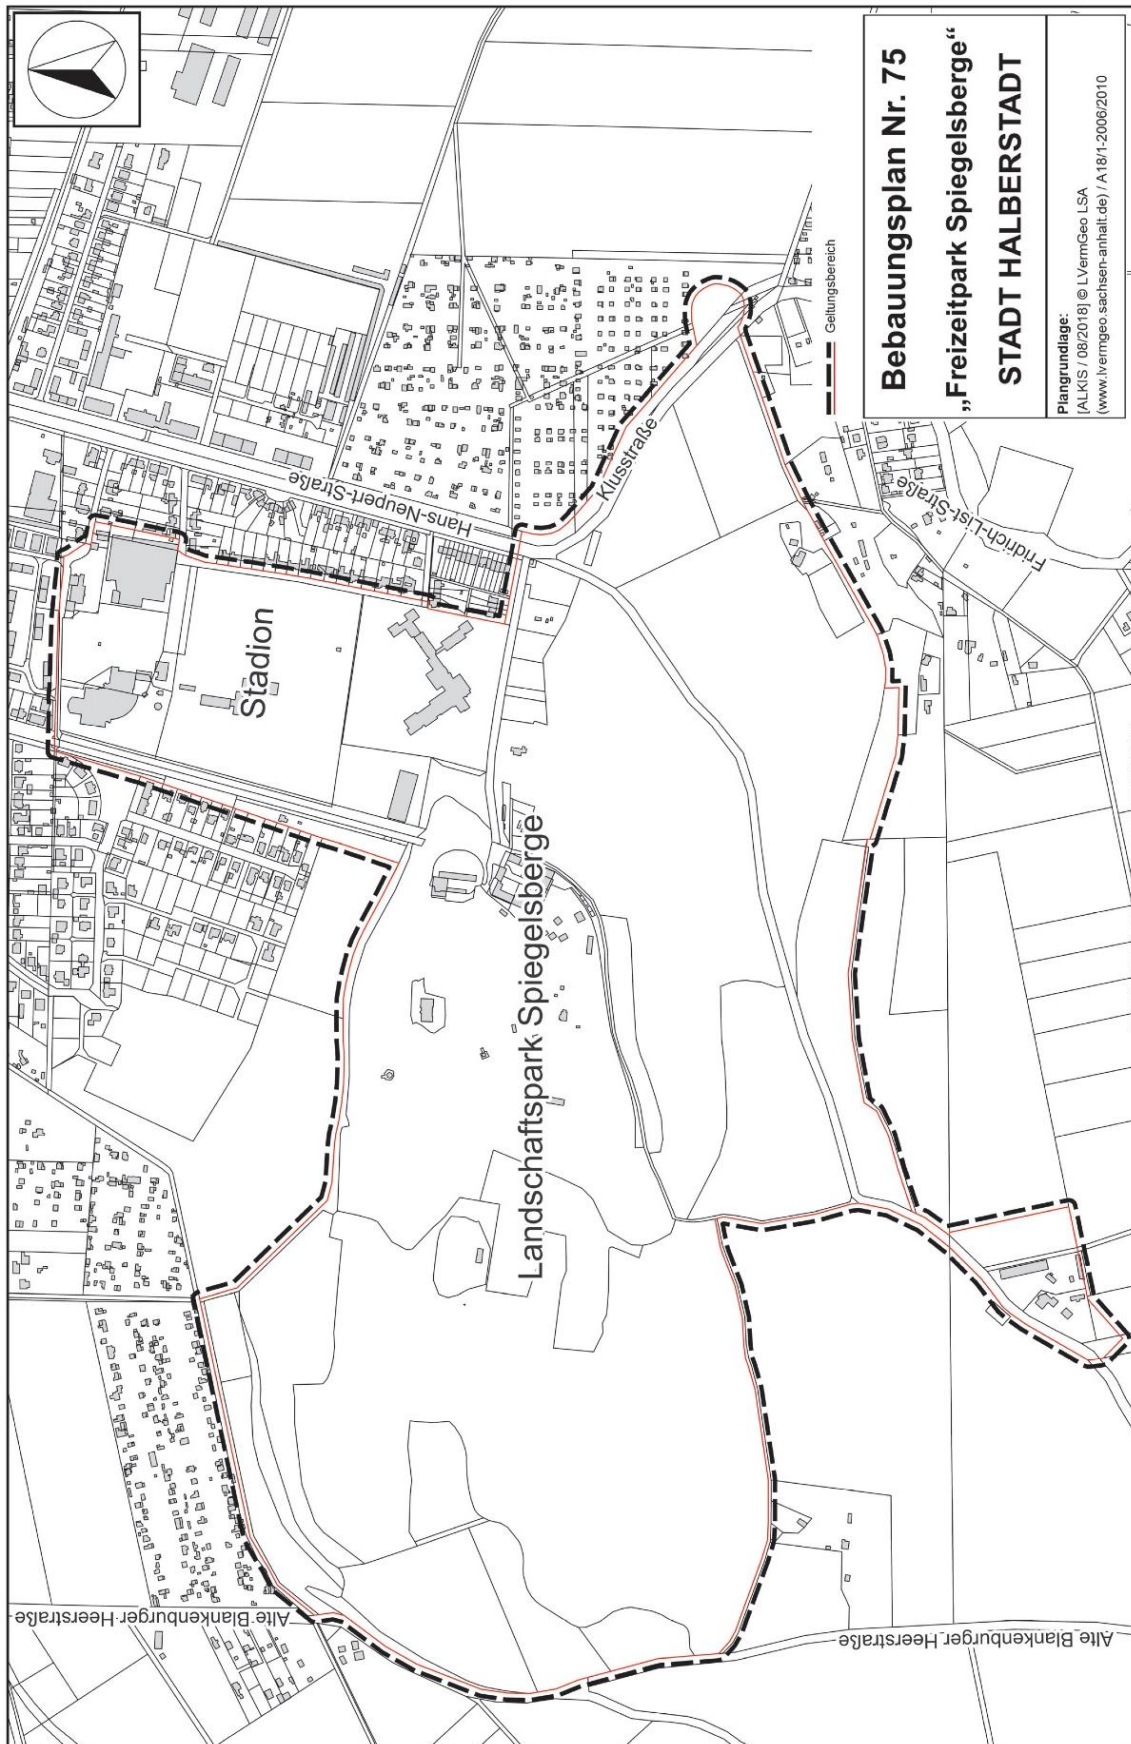 Bebauungsplan Nr. 75
„Freizeitpark Spiegelsberge“
STADT HALBERSTADT
Plangrundlage:
[ALKIS / 08/2018] © LVermGeo LSA
(www.lvermgeo.sachsen-anhalt.de) / A18/1-2006/2010
Geltungsbereich
Stadion
Landschaftspark Spiegelsberge
Hans-Neupert-Straße
Klusstraße
Fridrich-List-Straße
Alte Blankenburger Heerstraße
Alte Blankenburger Heerstraße